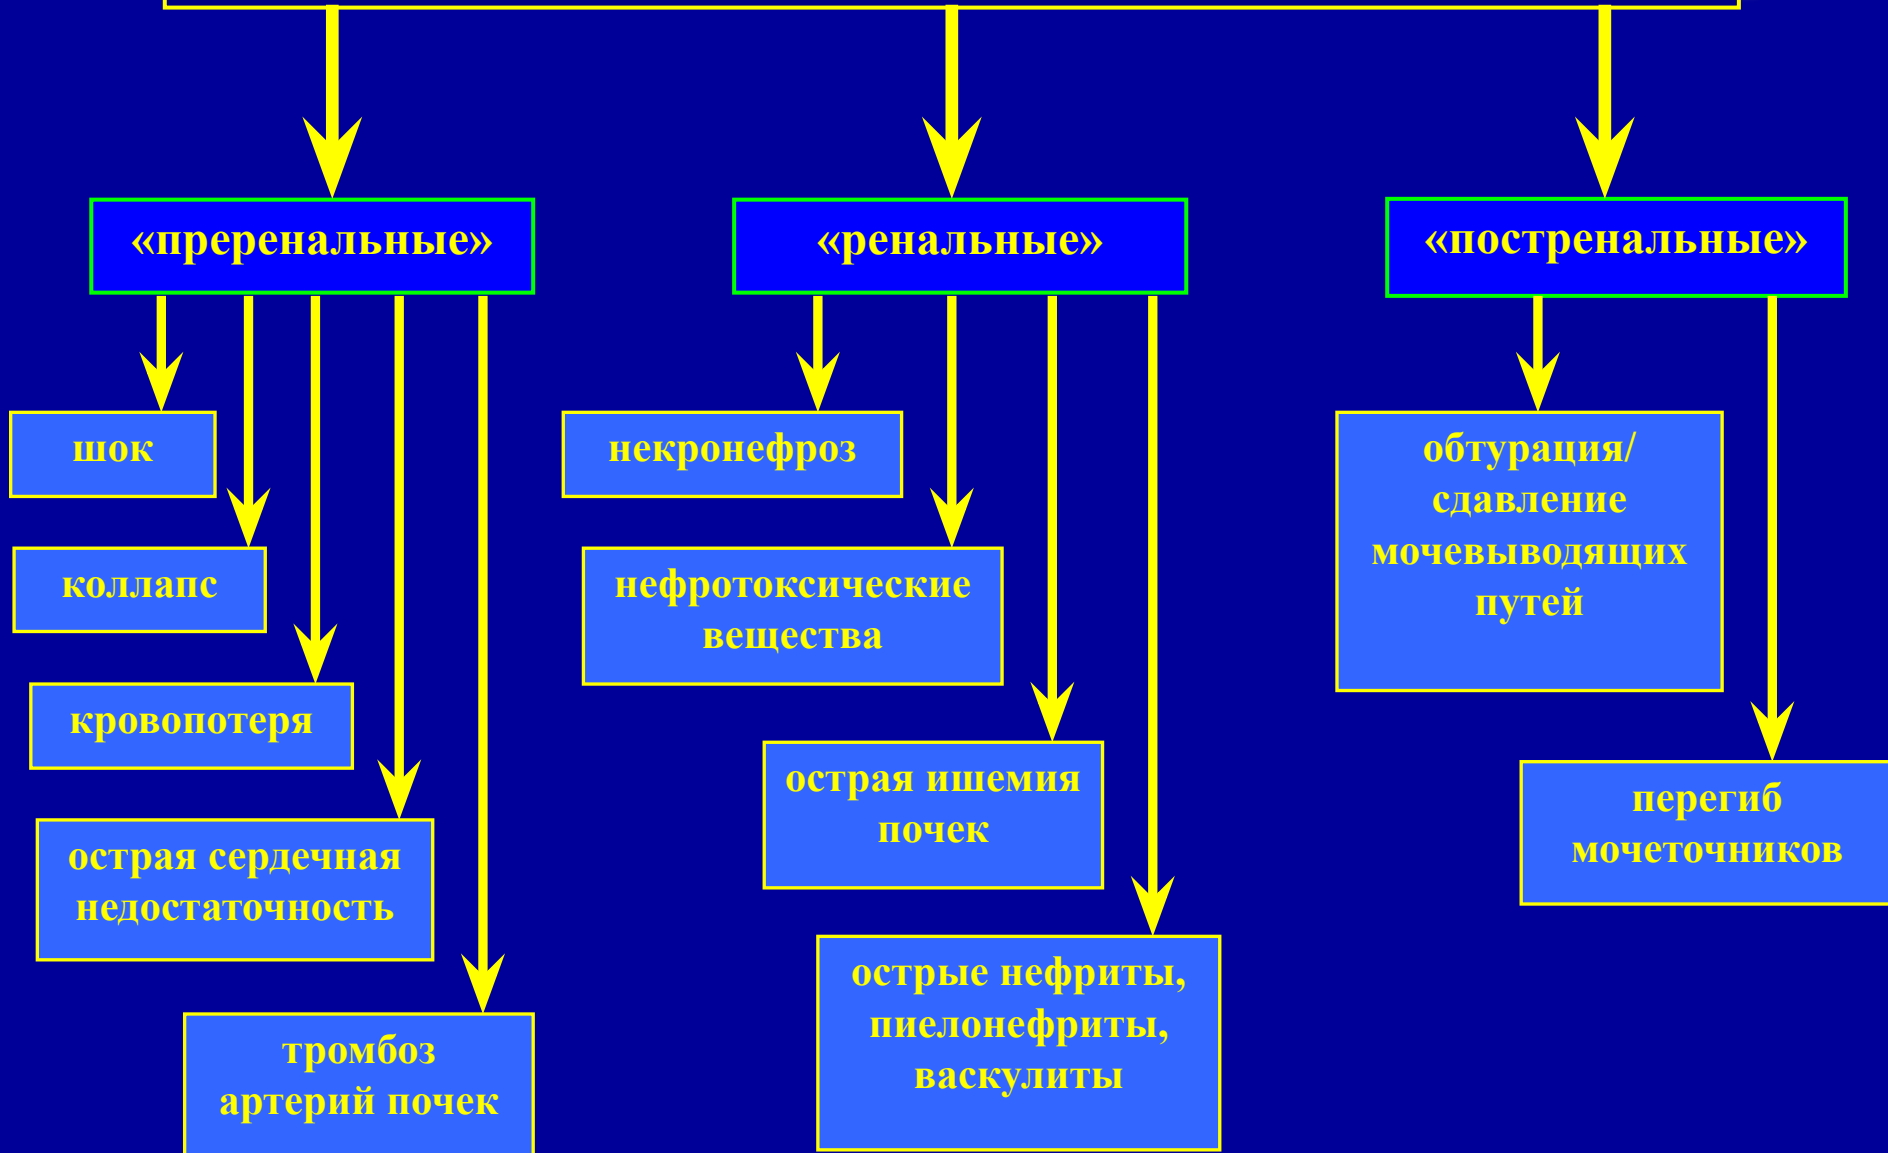 «преренальные»
«ренальные»
«постренальные»
шок
коллапс
кровопотеря
острая сердечная
недостаточность
тромбоз
артерий почек
некронефроз
нефротоксические
вещества
острая ишемия
почек
острые нефриты,
пиелонефриты,
васкулиты
обтурация/
сдавление
мочевыводящих
путей
перегиб
мочеточников